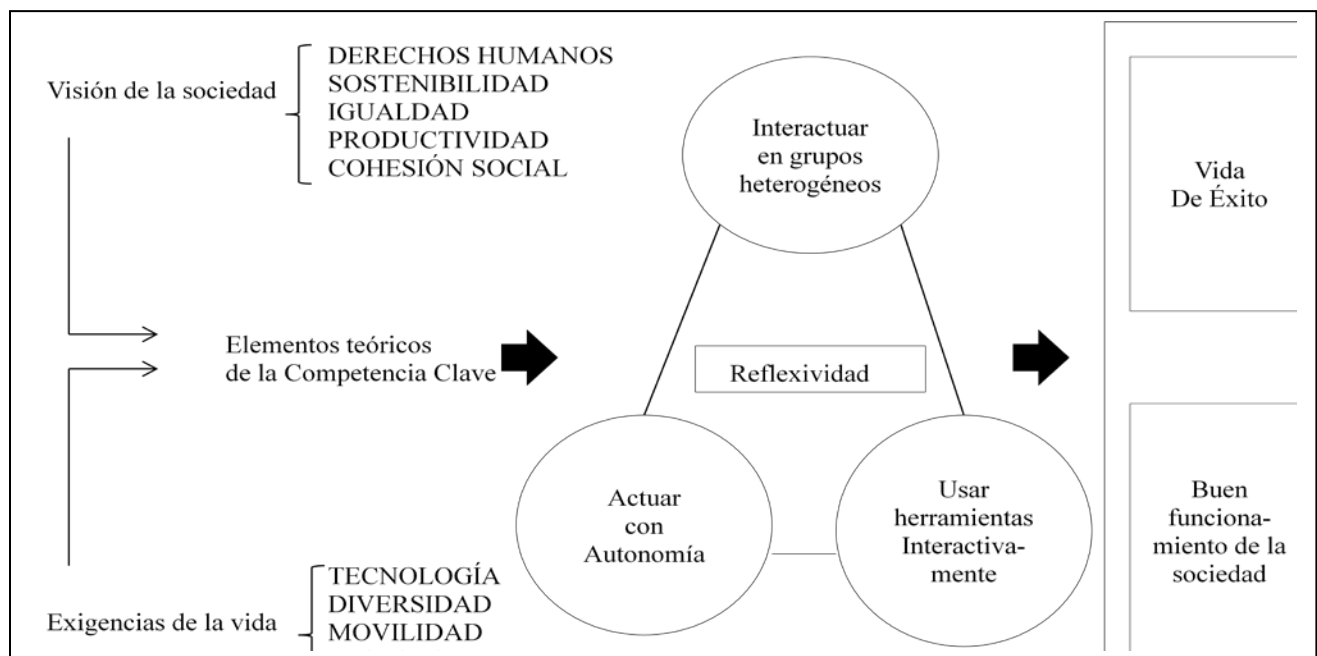 Visión de la sociedad
DERECHOS HUMANOS
SOSTENIBILIDAD
IGUALDAD
PRODUCTIVIDAD
COHESIÓN SOCIAL
Interactuar
en grupos
heterogéneos
Vida
De Éxito
Elementos teóricos
de la Competencia Clave
Reflexividad
Actuar
con
Autonomía
Usar
herramientas
Interactiva-
mente
Buen
funciona-
miento de la
sociedad
Exigencias de la vida
TECNOLOGÍA
DIVERSIDAD
MOVILIDAD